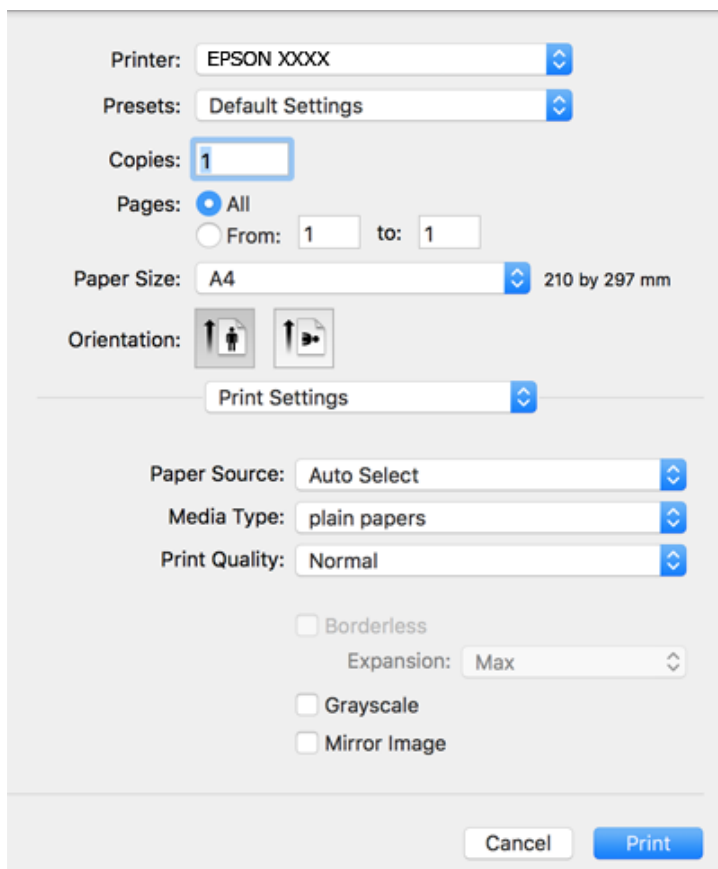 Printer: EPSON XXXX
Presets: Default Settings
Copies: 1
Pages: All
From: 1 to: 1
Paper Size: A4 210 by 297 mm
Orientation:
Print Settings
Paper Source: Auto Select
Media Type: plain papers
Print Quality: Normal
Borderless
Expansion: Max
Grayscale
Mirror Image
Cancel Print